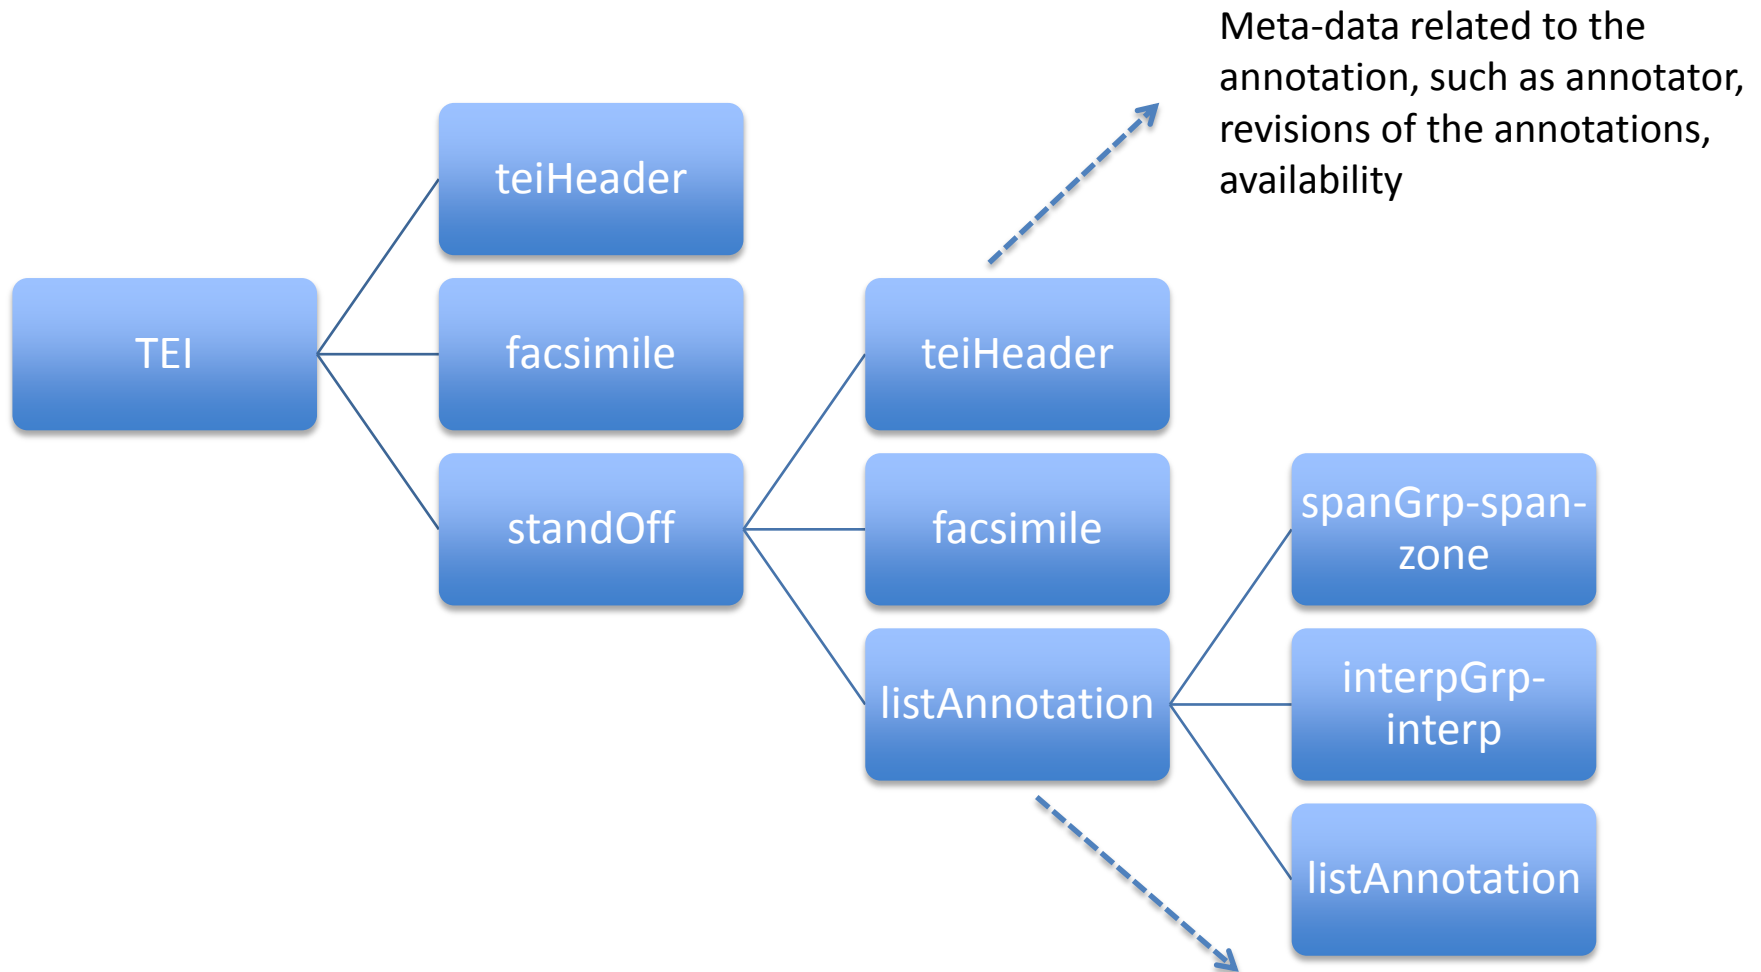 Meta-data related to the
annotation, such as annotator,
revisions of the annotations,
availability
teiHeader
TEI
facsimile
teiHeader
standOff
facsimile
spanGrp-span-
zone
listAnnotation
interpGrp-
interp
listAnnotation